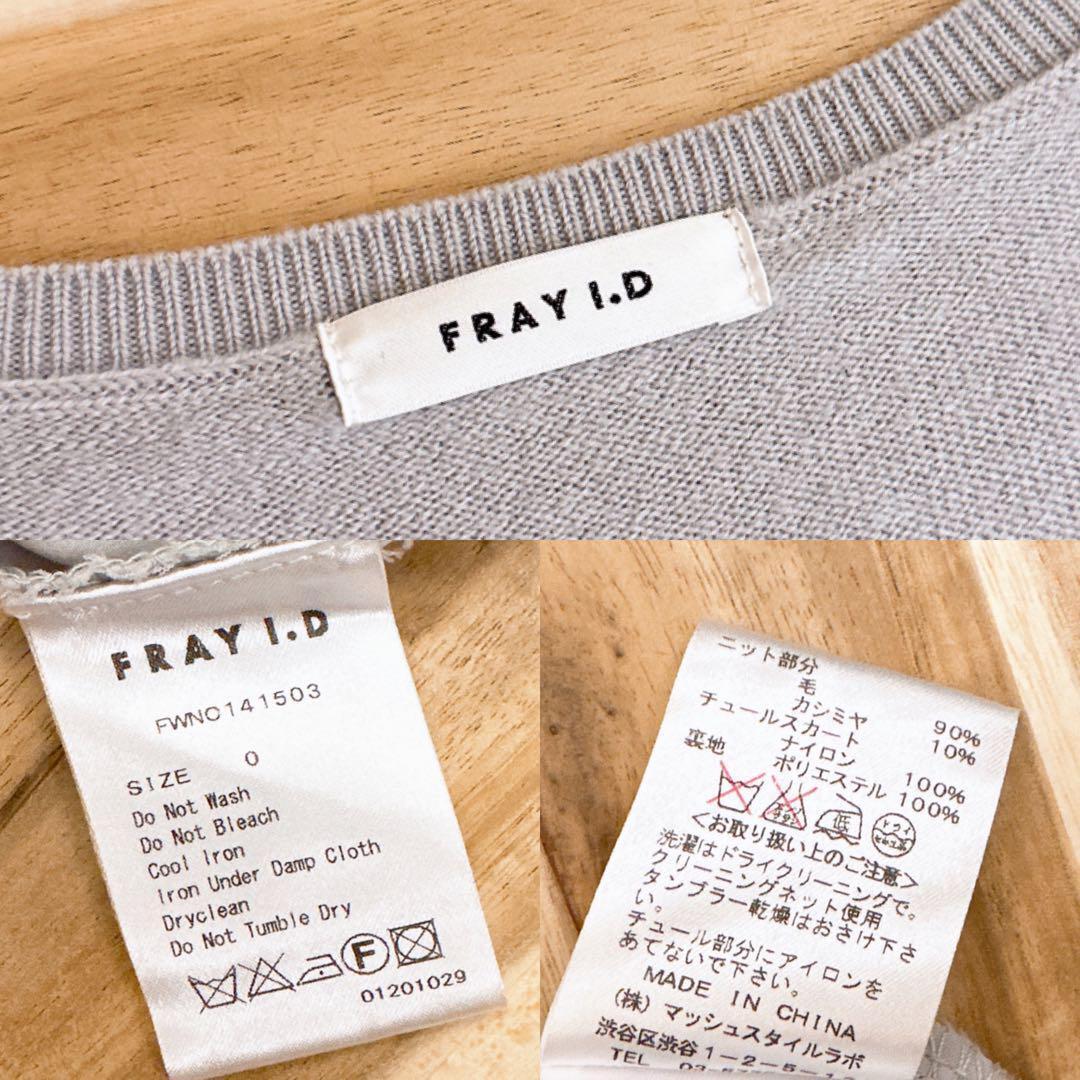 FRAY I.D
FRAY I.D
FWNO141503
SIZE 0
Do Not Wash
Do Not Bleach
Cool Iron
Iron Under Damp Cloth
Dryclean
Do Not Tumble Dry
F
01201029
ニット部分
毛 90%
カシミヤ 10%
チュールスカート
ナイロン 100%
裏地 ポリエステル 100%
低 ドライ
<お取り扱い上のご注意>
洗濯はドライクリーニングで。
クリーニングネット使用
タンブラー乾燥はおさけ下さ
い。
チュール部分にアイロンを
あてないで下さい。
MADE IN CHINA
(株) マッシュスタイルラボ
渋谷区渋谷1-2-5-1
TEL 03-5